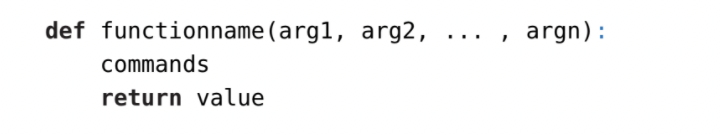 def functionname(arg1, arg2, ... , argn):
    commands
    return value